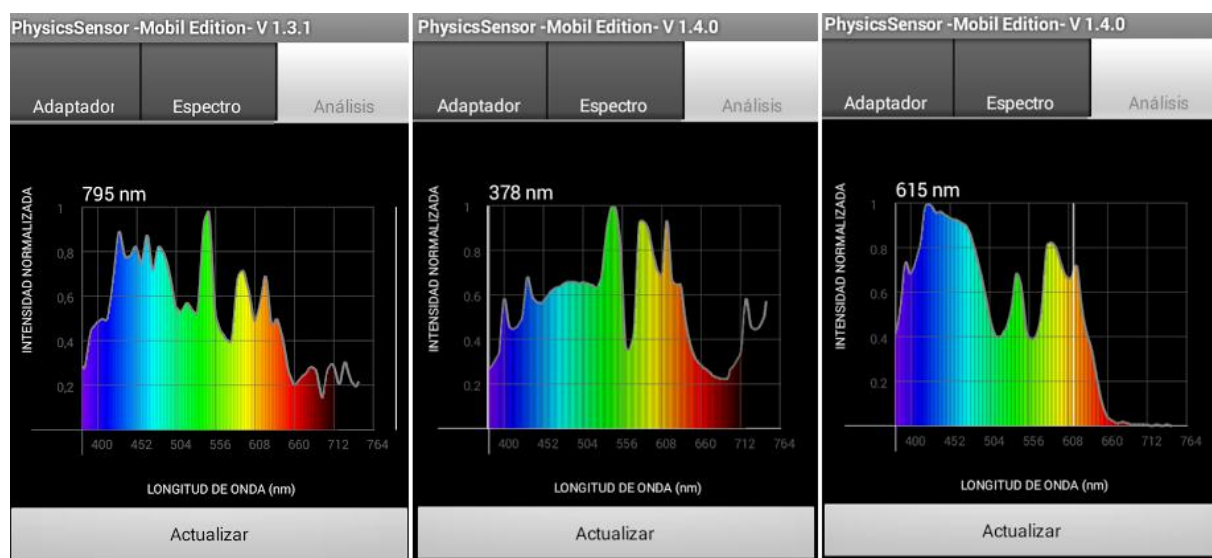 PhysicsSensor -Mobil Edition- V 1.3.1
Adaptador Espectro Análisis
795 nm
INTENSIDAD NORMALIZADA
1
0,8
0,6
0,4
0,2
400 452 504 556 608 660 712 764
LONGITUD DE ONDA (nm)
Actualizar
PhysicsSensor -Mobil Edition- V 1.4.0
Adaptador Espectro Análisis
378 nm
INTENSIDAD NORMALIZADA
1
0.8
0.6
0.4
0.2
400 452 504 556 608 660 712 764
LONGITUD DE ONDA (nm)
Actualizar
PhysicsSensor -Mobil Edition- V 1.4.0
Adaptador Espectro Análisis
615 nm
INTENSIDAD NORMALIZADA
1
0.8
0.6
0.4
0.2
400 452 504 556 608 660 712 764
LONGITUD DE ONDA (nm)
Actualizar